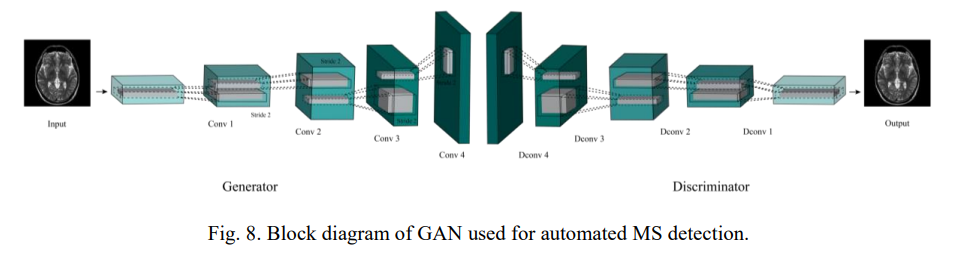 Stride 2
Input
Conv 1
Stride 2
Conv 2
Conv 3
Conv 4
Dconv 4
Dconv 3
Dconv 2
Dconv 1
Output
Generator
Discriminator
Fig. 8. Block diagram of GAN used for automated MS detection.